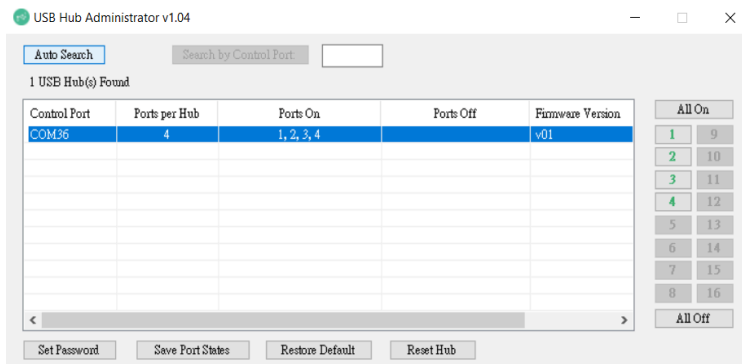 USB Hub Administrator v1.04
Auto Search Search by Control Port:
1 USB Hub(s) Found
Control Port Ports per Hub Ports On Ports Off Firmware Version
COM36 4 1, 2, 3, 4 v01
All On
1 9
2 10
3 11
4 12
5 13
6 14
7 15
8 16
All Off
Set Password Save Port States Restore Default Reset Hub